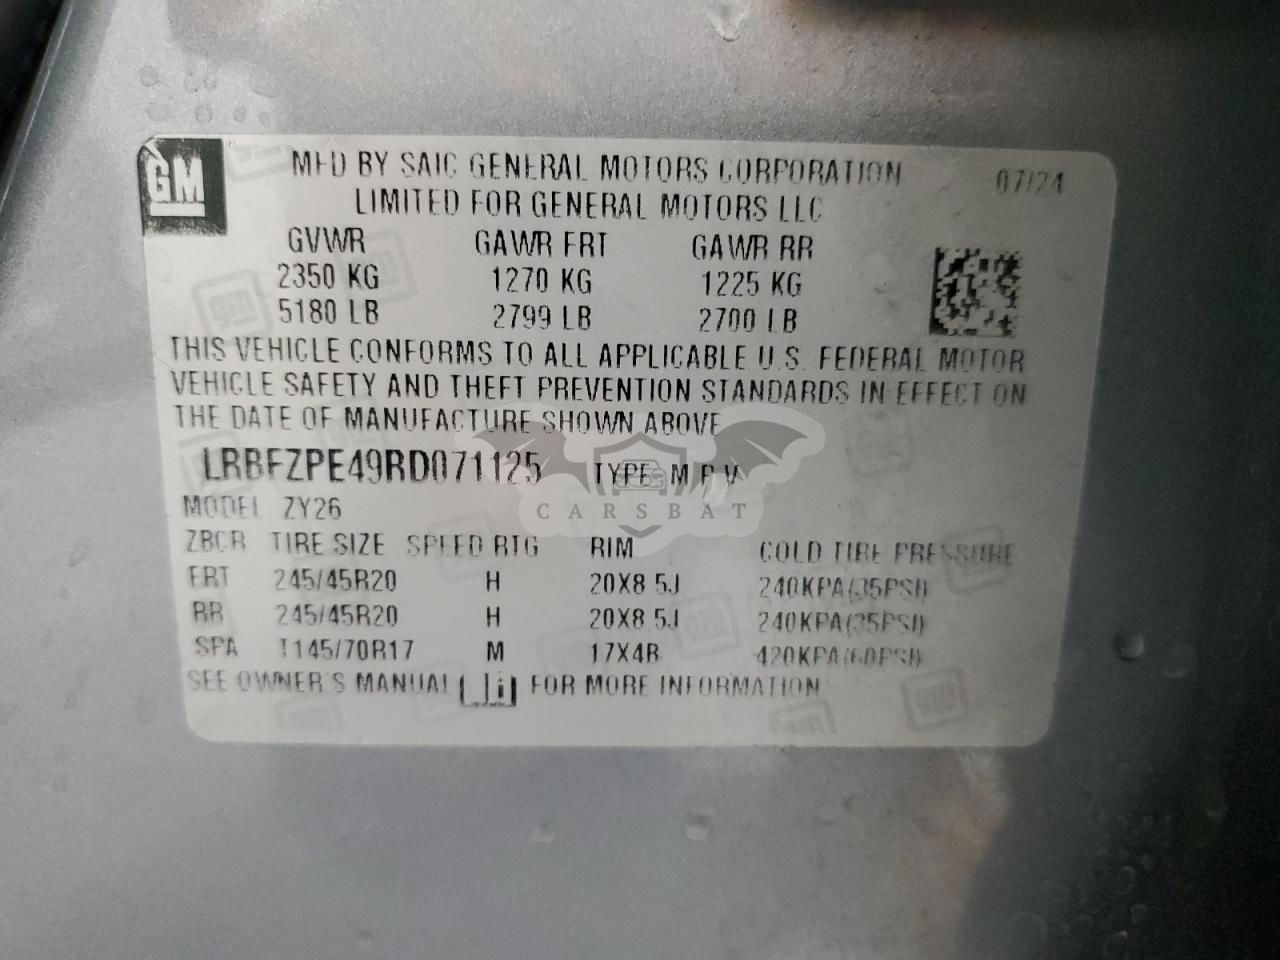 GM
MFD BY SAIC GENERAL MOTORS CORPORATION 07/24
LIMITED FOR GENERAL MOTORS LLC
GVWR GAWR FRT GAWR RR
2350 KG 1270 KG 1225 KG
5180 LB 2799 LB 2700 LB
THIS VEHICLE CONFORMS TO ALL APPLICABLE U.S. FEDERAL MOTOR
VEHICLE SAFETY AND THEFT PREVENTION STANDARDS IN EFFECT ON
THE DATE OF MANUFACTURE SHOWN ABOVE
LRBFZPE49RD071125 TYPE M P V
CARSBAT
MODEL ZY26
ZBCR TIRE SIZE SPEED RTG RIM COLD TIRE PRESSURE
FRT 245/45R20 H 20X8.5J 240KPA(35PSI)
RR 245/45R20 H 20X8.5J 240KPA(35PSI)
SPA T145/70R17 M 17X4B 420KPA(60PSI)
SEE OWNER'S MANUAL FOR MORE INFORMATION